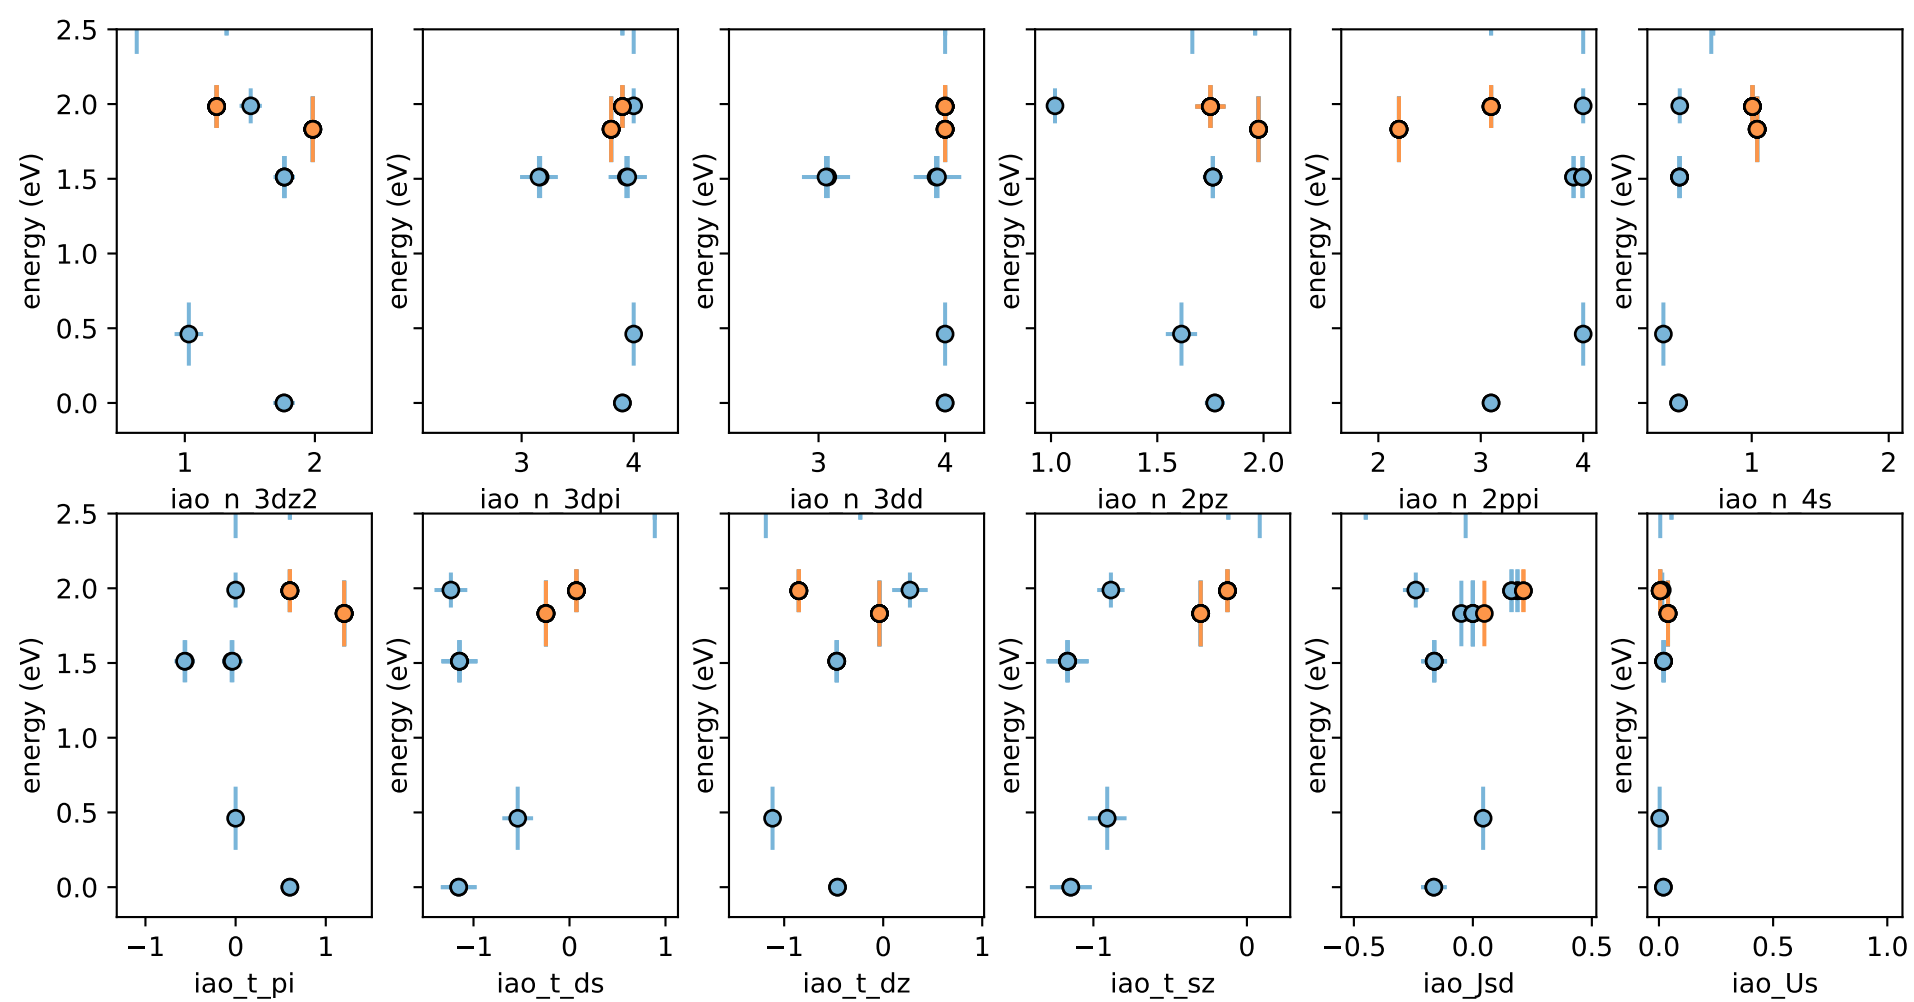 2.5
2.0
1.5
1.0
0.5
0.0
energy (eV)
energy (eV)
energy (eV)
energy (eV)
energy (eV)
energy (eV)
1 2
3 4
3 4
1.0 1.5 2.0
2 3 4
1 2
iao_n_3dz2
iao_n_3dpi
iao_n_3dd
iao_n_2pz
iao_n_2ppi
iao_n_4s
2.5
2.0
1.5
1.0
0.5
0.0
energy (eV)
energy (eV)
energy (eV)
energy (eV)
energy (eV)
energy (eV)
−1 0 1
−1 0 1
−1 0 1
−1 0
−0.5 0.0 0.5
0.0 0.5 1.0
iao_t_pi
iao_t_ds
iao_t_dz
iao_t_sz
iao_Jsd
iao_Us